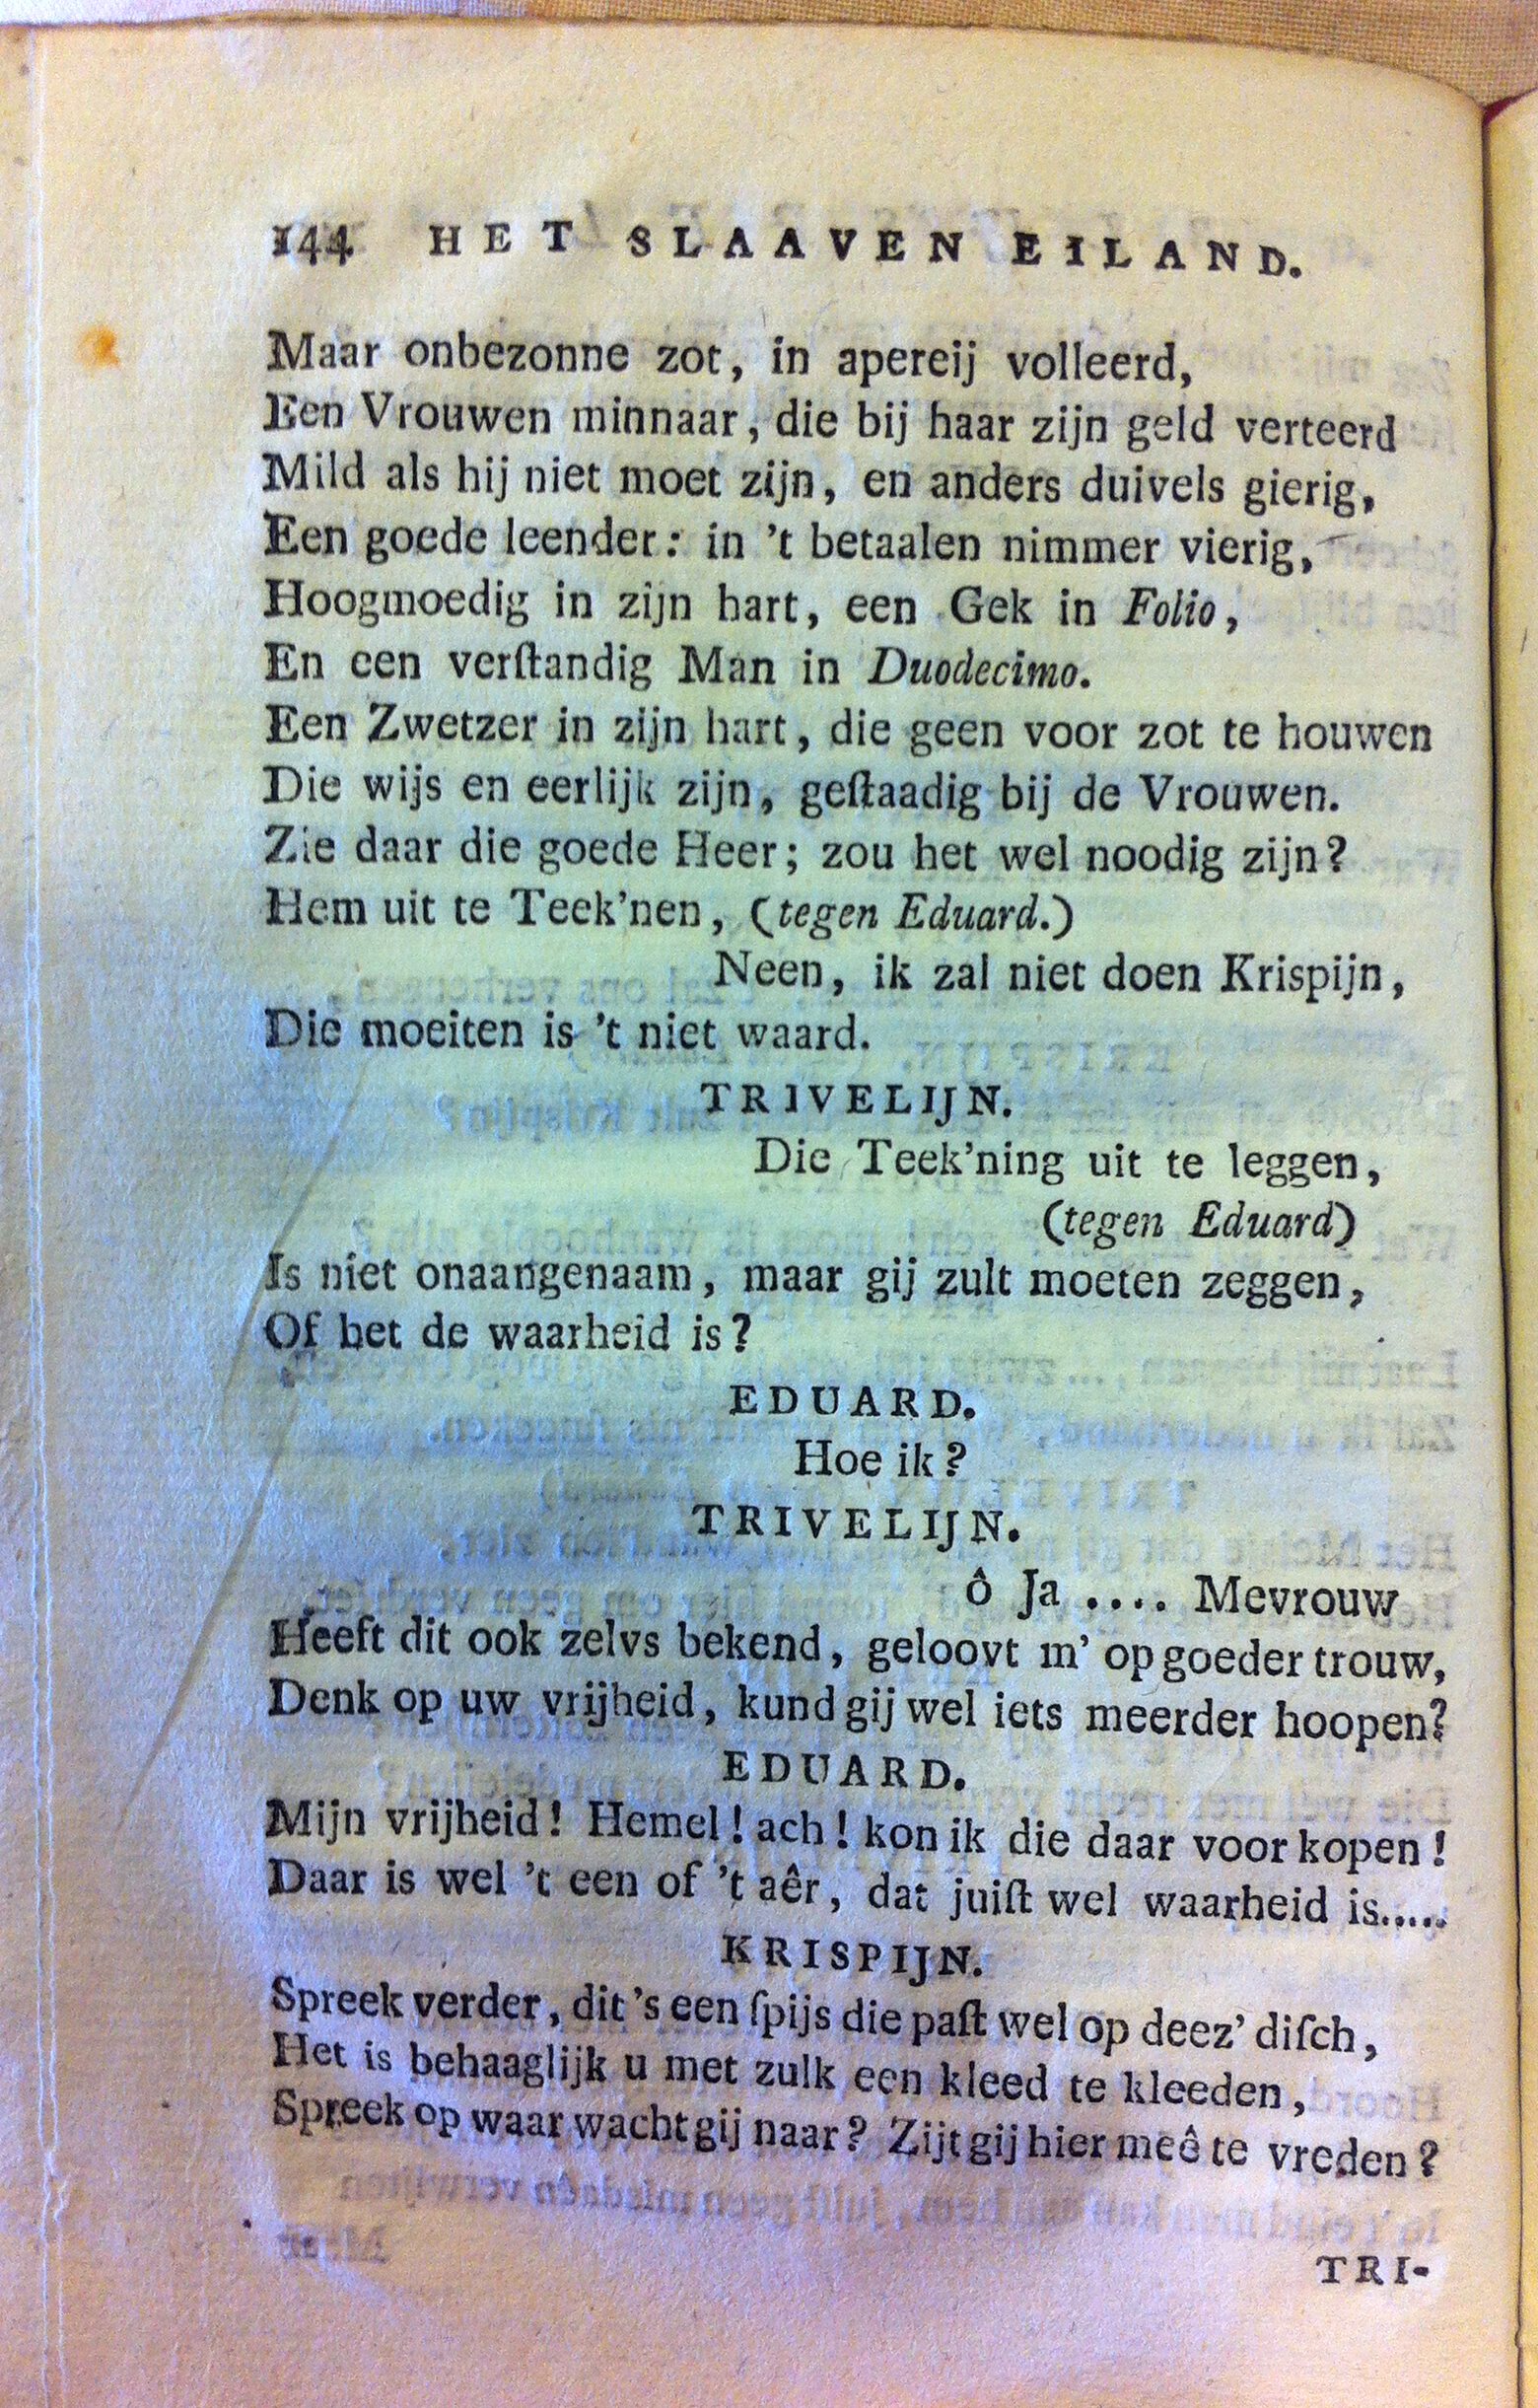 144 HET SLAAVEN EILAND.
Maar onbezonne zot, in apereij volleerd,
Een Vrouwen minnaar, die bij haar zijn geld verteerd
Mild als hij niet moet zijn, en anders duivels gierig,
Een goede leender: in 't betaalen nimmer vierig,
Hoogmoedig in zijn hart, een Gek in Folio,
En een verſtandig Man in Duodecimo.
Een Zwetzer in zijn hart, die geen voor zot te houwen
Die wijs en eerlijk zijn, geſtaadig bij de Vrouwen.
Zie daar die goede Heer; zou het wel noodig zijn?
Hem uit te Teek'nen, (tegen Eduard.)
Neen, ik zal niet doen Krispijn,
Die moeiten is 't niet waard.
TRIVELIJN.
Die Teek'ning uit te leggen,
(tegen Eduard)
Is niet onaangenaam, maar gij zult moeten zeggen,
Of het de waarheid is?
EDUARD.
Hoe ik?
TRIVELIJN.
ô Ja .... Mevrouw
Heeft dit ook zelvs bekend, geloovt m' op goeder trouw,
Denk op uw vrijheid, kund gij wel iets meerder hoopen?
EDUARD.
Mijn vrijheid! Hemel! ach! kon ik die daar voor kopen!
Daar is wel 't een of 't aêr, dat juiſt wel waarheid is......
KRISPIJN.
Spreek verder, dit 's een ſpijs die paſt wel op deez' diſch,
Het is behaaglijk u met zulk een kleed te kleeden,
Spreek op waar wacht gij naar? Zijt gij hier meê te vreden?
TRI-